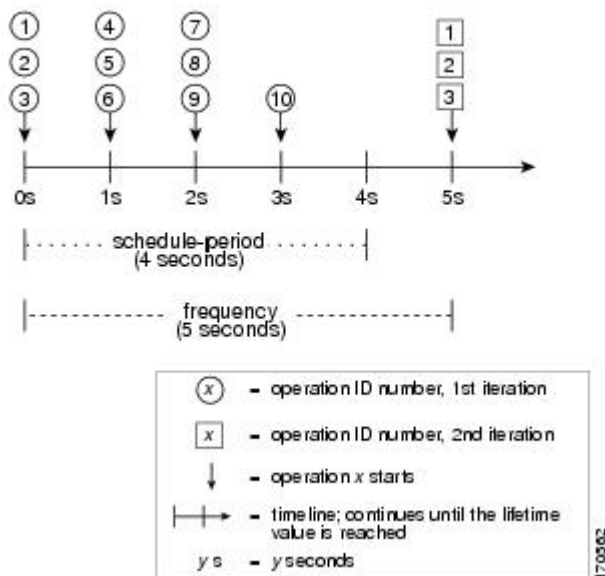 1 4 7 1
2 5 8 2
3 6 9 10 3
0s 1s 2s 3s 4s 5s
schedule-period
(4 seconds)
frequency
(5 seconds)
x = operation ID number, 1st iteration
x = operation ID number, 2nd iteration
= operation x starts
= timeline; continues until the lifetime
value is reached
y s = y seconds
170562